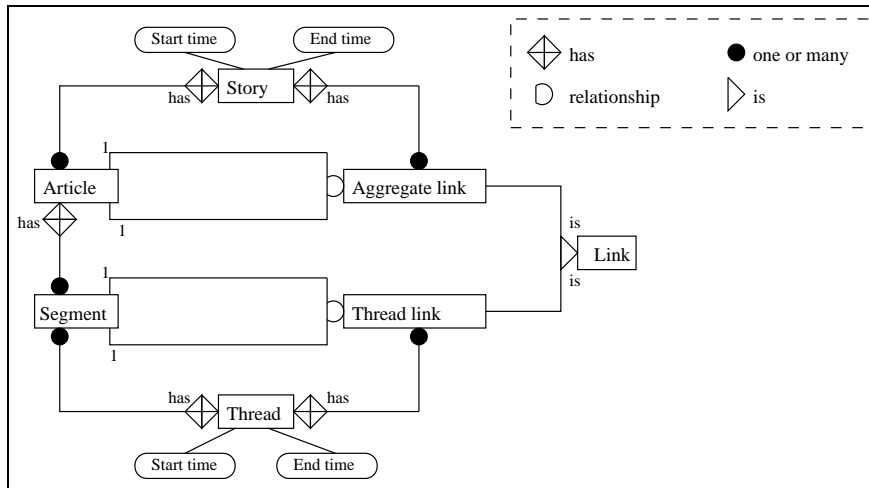 Start time
End time
has
one or many
has
Story
has
relationship
is
1
Article
Aggregate link
has
1
is
Link
1
is
Segment
Thread link
1
has
has
Thread
Start time
End time